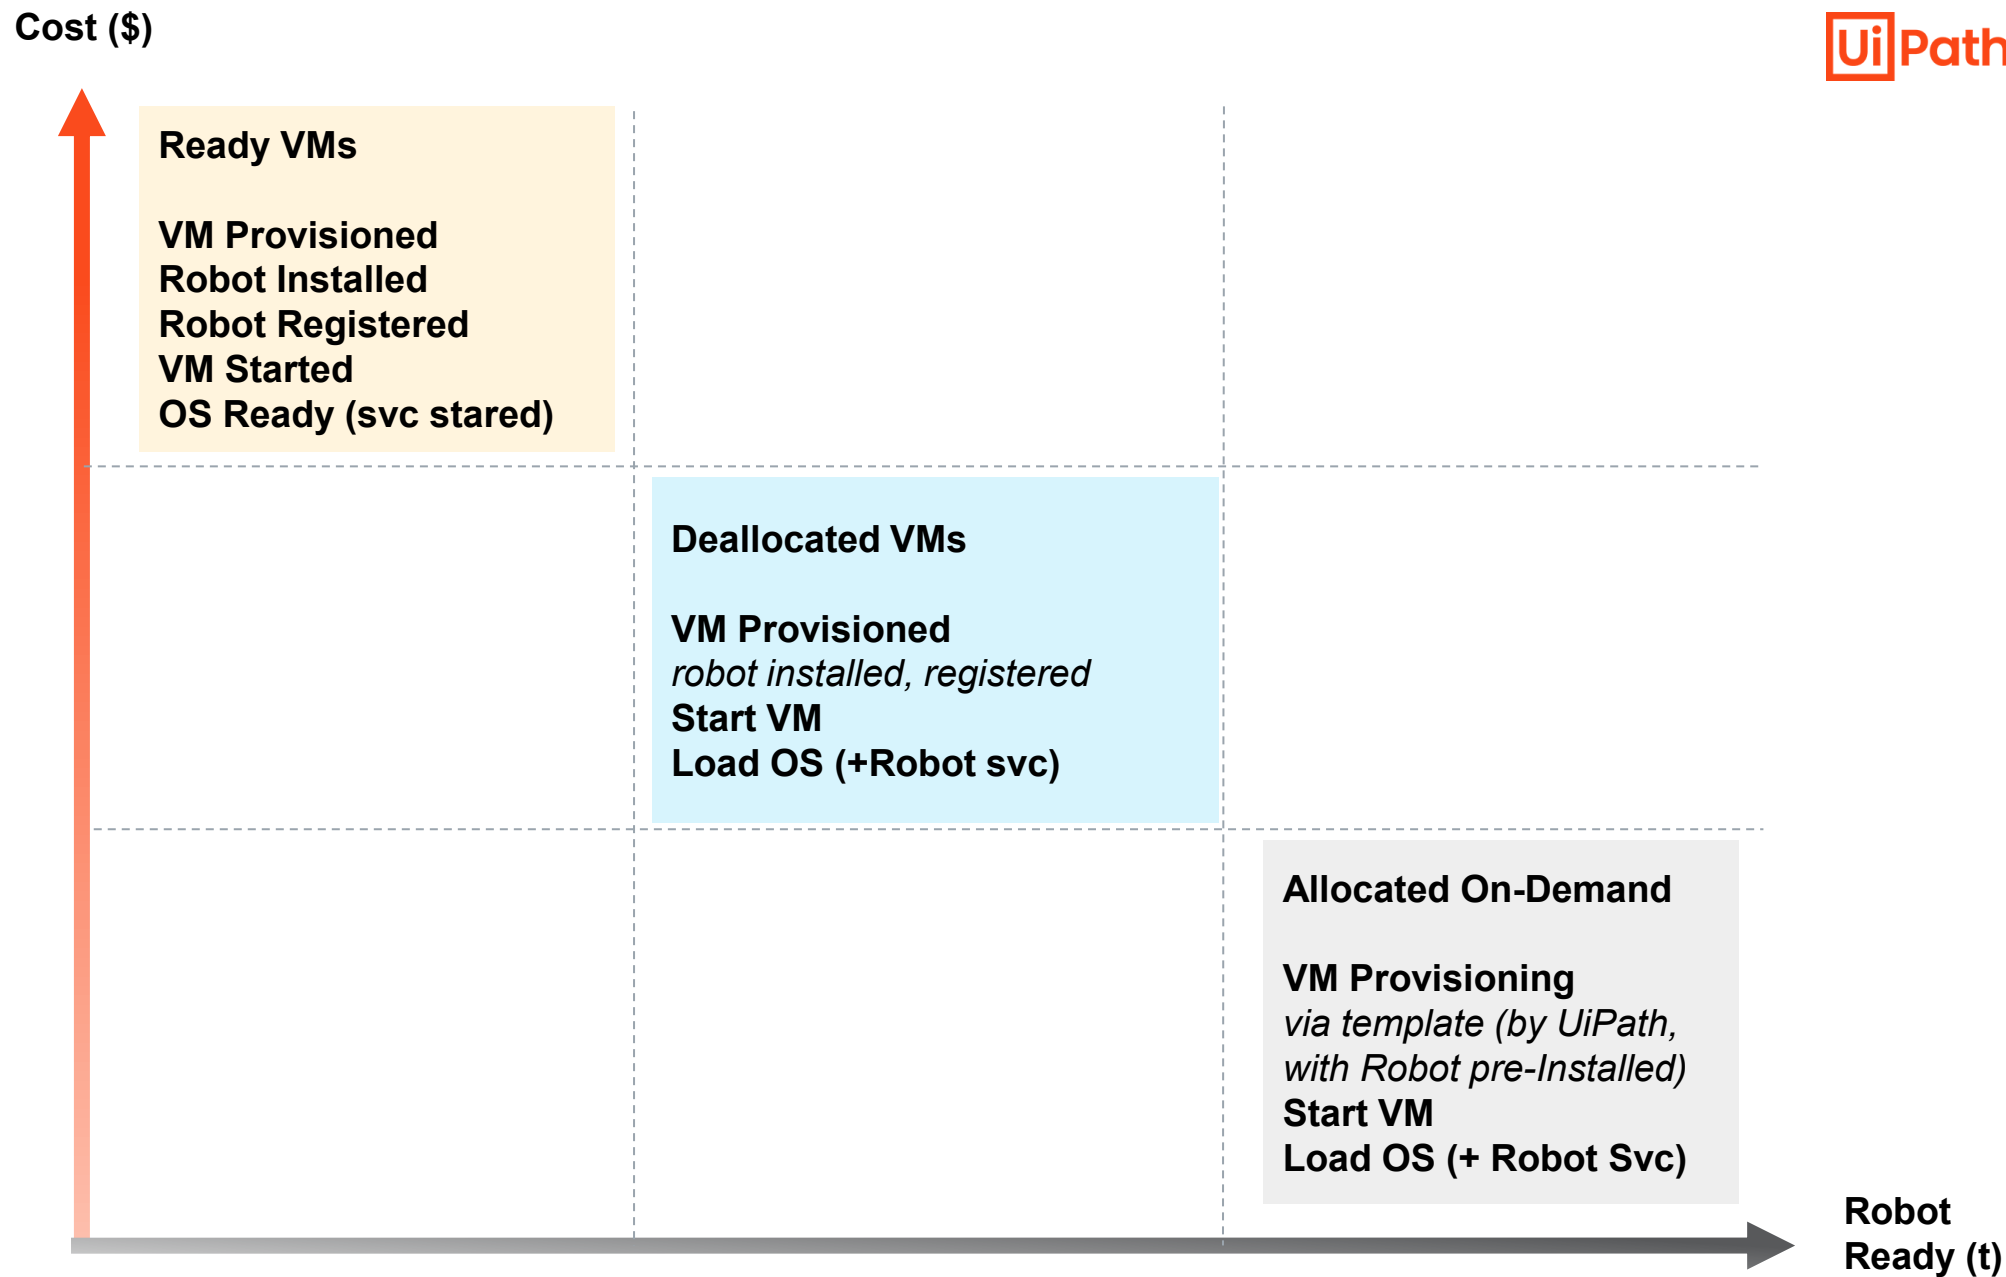 Cost ($)
UiPath
Ready VMs
VM Provisioned
Robot Installed
Robot Registered
VM Started
OS Ready (svc stared)
Deallocated VMs
VM Provisioned
robot installed, registered
Start VM
Load OS (+Robot svc)
Allocated On-Demand
VM Provisioning
via template (by UiPath,
with Robot pre-Installed)
Start VM
Load OS (+ Robot Svc)
Robot
Ready (t)